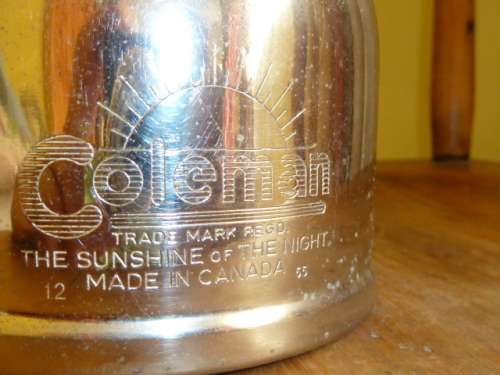 Coleman
TRADE MARK REGD.
THE SUNSHINE OF THE NIGHT
12 MADE IN CANADA 55